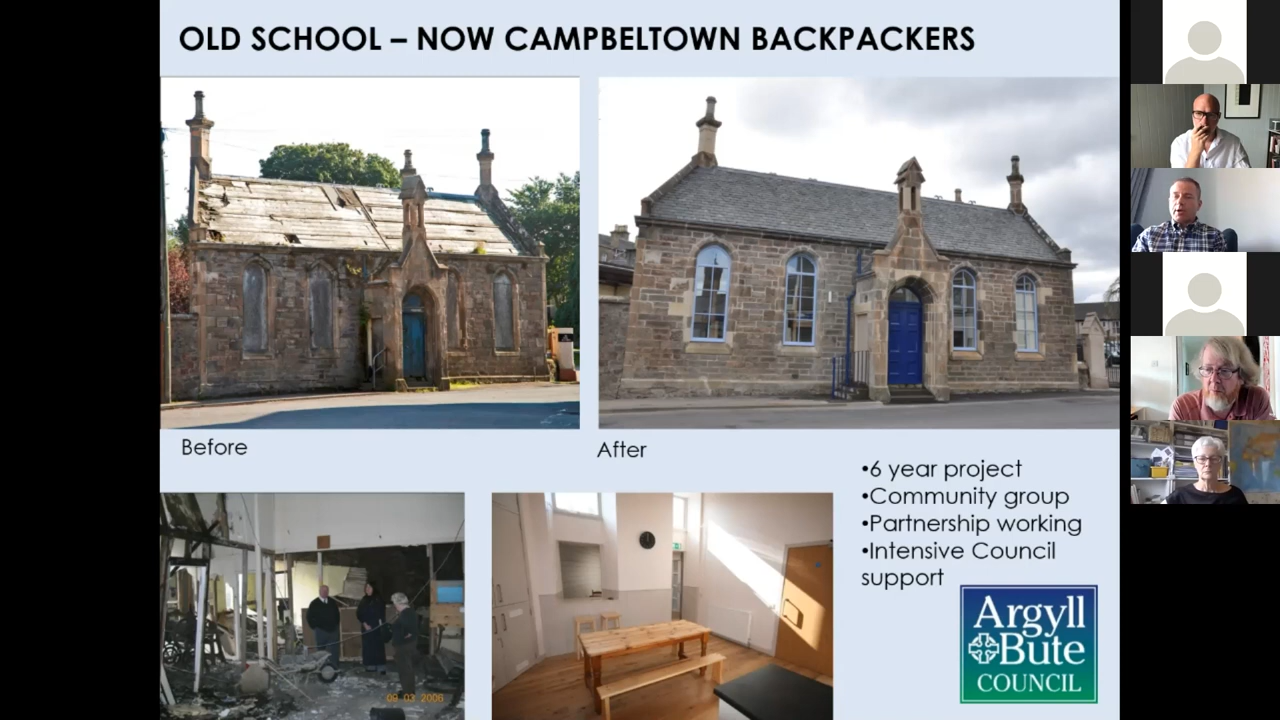 OLD SCHOOL – NOW CAMPBELTOWN BACKPACKERS
Before
After
•6 year project
•Community group
•Partnership working
•Intensive Council
support
09 03 2006
Argyll
Bute
COUNCIL